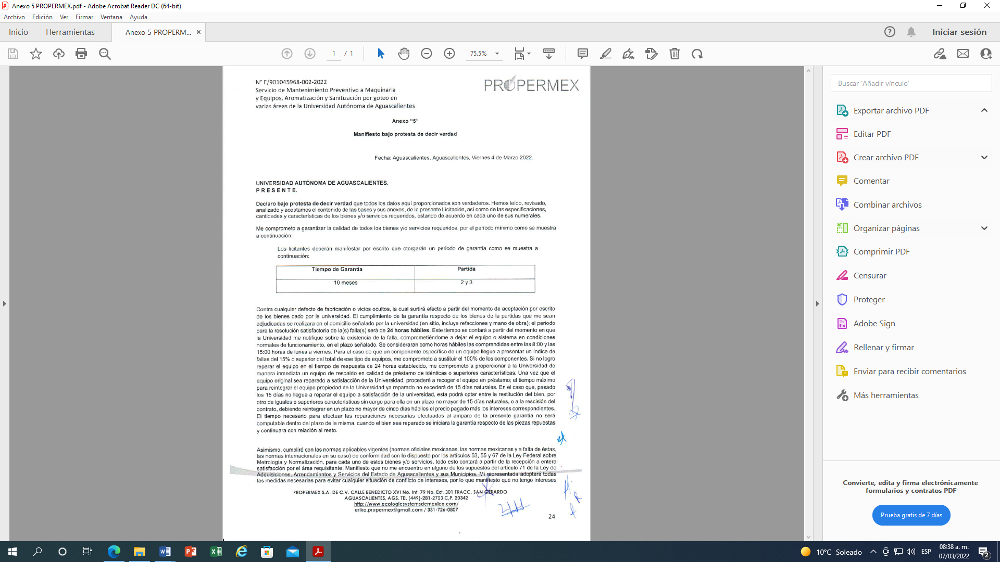 Anexo 5 PROPERMEX.pdf - Adobe Acrobat Reader DC (64-bit)
Archivo Edición Ver Firmar Ventana Ayuda
Inicio Herramientas Anexo 5 PROPERM... × Iniciar sesión
1 / 1 75.5%
N° E/901045968-002-2022
Servicio de Mantenimiento Preventivo a Maquinaria
y Equipos, Aromatización y Sanitización por goteo en
varias áreas de la Universidad Autónoma de Aguascalientes
PROPERMEX
Anexo "5"
Manifiesto bajo protesta de decir verdad
Fecha: Aguascalientes, Aguascalientes, Viernes 4 de Marzo 2022.
UNIVERSIDAD AUTÓNOMA DE AGUASCALIENTES.
P R E S E N T E.
Declaro bajo protesta de decir verdad que todos los datos aquí proporcionados son verdaderos. Hemos leído, revisado,
analizado y aceptamos el contenido de las bases y sus anexos, de la presente Licitación, así como de las especificaciones,
cantidades y características de los bienes y/o servicios requeridos, estando de acuerdo en cada uno de sus numerales.
Me comprometo a garantizar la calidad de todos los bienes y/o servicios requeridos, por el período mínimo como se muestra
a continuación:
Los licitantes deberán manifestar por escrito que otorgarán un periodo de garantía como se muestra a
continuación:
Tiempo de Garantía Partida
10 meses 2 y 3
Contra cualquier defecto de fabricación o vicios ocultos, la cual surtirá efecto a partir del momento de aceptación por escrito
de los bienes dado por la universidad. El cumplimiento de la garantía respecto de los bienes de la partidas que me sean
adjudicadas se realizara en el domicilio señalado por la universidad (en sitio, incluye refacciones y mano de obra); el periodo
para la resolución satisfactoria de la(s) falla(s) será de 24 horas hábiles. Este tiempo se contará a partir del momento en que
la Universidad me notifique sobre la existencia de la falla, comprometiéndome a dejar el equipo o sistema en condiciones
normales de funcionamiento, en el plazo señalado. Se consideraran como horas hábiles las comprendidas entre las 8:00 y las
15:00 horas de lunes a viernes. Para el caso de que un componente específico de un equipo llegue a presentar un índice de
fallas del 15% o superior del total de ese tipo de equipos, me comprometo a sustituir el 100% de los componentes. Si no logro
reparar el equipo en el tiempo de respuesta de 24 horas establecido, me comprometo a proporcionar a la Universidad de
manera inmediata un equipo de respaldo en calidad de préstamo de idénticas o superiores características. Una vez que el
equipo original sea reparado a satisfacción de la Universidad, procederé a recoger el equipo en préstamo; el tiempo máximo
para reintegrar el equipo propiedad de la Universidad ya reparado no excederá de 15 días naturales. En el caso que, pasado
los 15 días no llegue a reparar el equipo a satisfacción de la universidad, esta podrá optar entre la restitución del bien, por
otro de iguales o superiores características sin cargo para ella en un plazo no mayor de 15 días naturales, o a la rescisión del
contrato, debiendo reintegrar en un plazo no mayor de cinco días hábiles el precio pagado más los intereses correspondientes.
El tiempo necesario para efectuar las reparaciones necesarias efectuadas al amparo de la presente garantía no será
computable dentro del plazo de la misma, cuando el bien sea reparado se iniciara la garantía respecto de las piezas repuestas
y continuara con relación al resto.
Asimismo, cumpliré con las normas aplicables vigentes (normas oficiales mexicanas, las normas mexicanas y a falta de éstas,
las normas internacionales en su caso) de conformidad con lo dispuesto por los artículos 53, 55 y 67 de la Ley Federal sobre
Metrología y Normalización, para cada uno de estos bienes y/o servicios, todo esto contará a partir de la recepción a entera
satisfacción por el área requisitante. Manifiesto que no me encuentro en alguno de los supuestos del artículo 71 de la Ley de
Adquisiciones, Arrendamientos y Servicios del Estado de Aguascalientes y sus Municipios. Mi representada adoptará todas
las medidas necesarias para evitar cualquier situación de conflicto de intereses, por lo que manifiesto que no tengo intereses
PROPERMEX S.A. DE C.V. CALLE BENEDICTO XVI No. Int. 79 No. Ext. 301 FRACC. SAN GERARDO
AGUASCALIENTES, AGS. TEL (449)-281-2723 C.P. 20342
http://www.ecologicsystemsdemexico.com/
erika.propermex@gmail.com / 331-726-0807
24
Buscar 'Añadir vínculo'
Exportar archivo PDF
Editar PDF
Crear archivo PDF
Comentar
Combinar archivos
Organizar páginas
Comprimir PDF
Censurar
Proteger
Adobe Sign
Rellenar y firmar
Enviar para recibir comentarios
Más herramientas
Convierte, edita y firma electrónicamente
formularios y contratos PDF
Prueba gratis de 7 días
10°C Soleado ESP 08:38 a. m.
07/03/2022
2